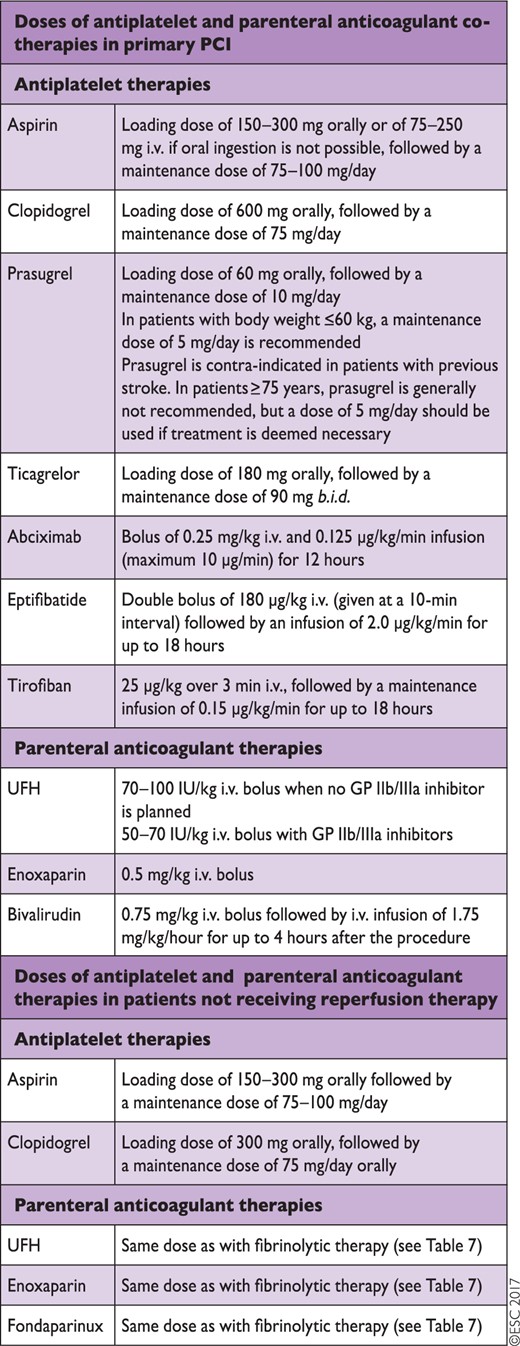 Doses of antiplatelet and parenteral anticoagulant co-
therapies in primary PCI
Antiplatelet therapies
Aspirin
Loading dose of 150–300 mg orally or of 75–250
mg i.v. if oral ingestion is not possible, followed by a
maintenance dose of 75–100 mg/day
Clopidogrel
Loading dose of 600 mg orally, followed by a
maintenance dose of 75 mg/day
Prasugrel
Loading dose of 60 mg orally, followed by a
maintenance dose of 10 mg/day
In patients with body weight ≤60 kg, a maintenance
dose of 5 mg/day is recommended
Prasugrel is contra-indicated in patients with previous
stroke. In patients ≥75 years, prasugrel is generally
not recommended, but a dose of 5 mg/day should be
used if treatment is deemed necessary
Ticagrelor
Loading dose of 180 mg orally, followed by a
maintenance dose of 90 mg b.i.d.
Abciximab
Bolus of 0.25 mg/kg i.v. and 0.125 µg/kg/min infusion
(maximum 10 µg/min) for 12 hours
Eptifibatide
Double bolus of 180 µg/kg i.v. (given at a 10-min
interval) followed by an infusion of 2.0 µg/kg/min for
up to 18 hours
Tirofiban
25 µg/kg over 3 min i.v., followed by a maintenance
infusion of 0.15 µg/kg/min for up to 18 hours
Parenteral anticoagulant therapies
UFH
70–100 IU/kg i.v. bolus when no GP IIb/IIIa inhibitor
is planned
50–70 IU/kg i.v. bolus with GP IIb/IIIa inhibitors
Enoxaparin
0.5 mg/kg i.v. bolus
Bivalirudin
0.75 mg/kg i.v. bolus followed by i.v. infusion of 1.75
mg/kg/hour for up to 4 hours after the procedure
Doses of antiplatelet and parenteral anticoagulant
therapies in patients not receiving reperfusion therapy
Antiplatelet therapies
Aspirin
Loading dose of 150–300 mg orally followed by
a maintenance dose of 75–100 mg/day
Clopidogrel
Loading dose of 300 mg orally, followed by
a maintenance dose of 75 mg/day orally
Parenteral anticoagulant therapies
UFH
Same dose as with fibrinolytic therapy (see Table 7)
Enoxaparin
Same dose as with fibrinolytic therapy (see Table 7)
Fondaparinux
Same dose as with fibrinolytic therapy (see Table 7)
©ESC 2017